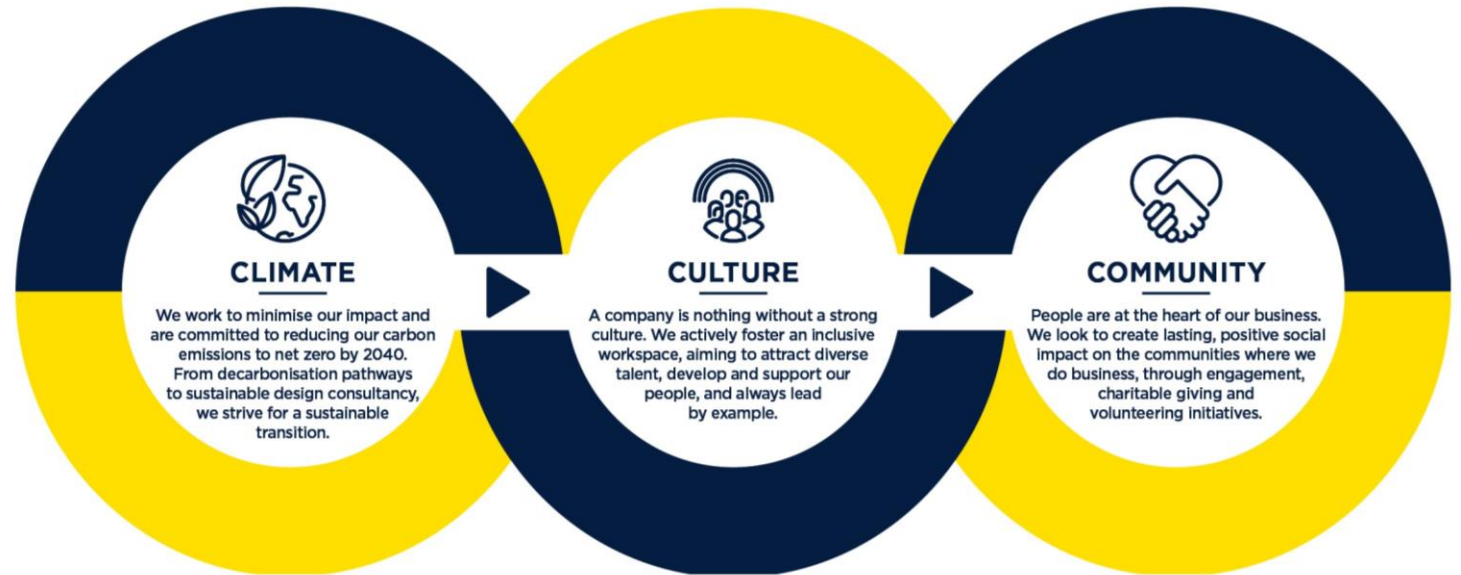 CLIMATE
We work to minimise our impact and
are committed to reducing our carbon
emissions to net zero by 2040.
From decarbonisation pathways
to sustainable design consultancy,
we strive for a sustainable
transition.
CULTURE
A company is nothing without a strong
culture. We actively foster an inclusive
workspace, aiming to attract diverse
talent, develop and support our
people, and always lead
by example.
COMMUNITY
People are at the heart of our business.
We look to create lasting, positive social
impact on the communities where we
do business, through engagement,
charitable giving and
volunteering initiatives.